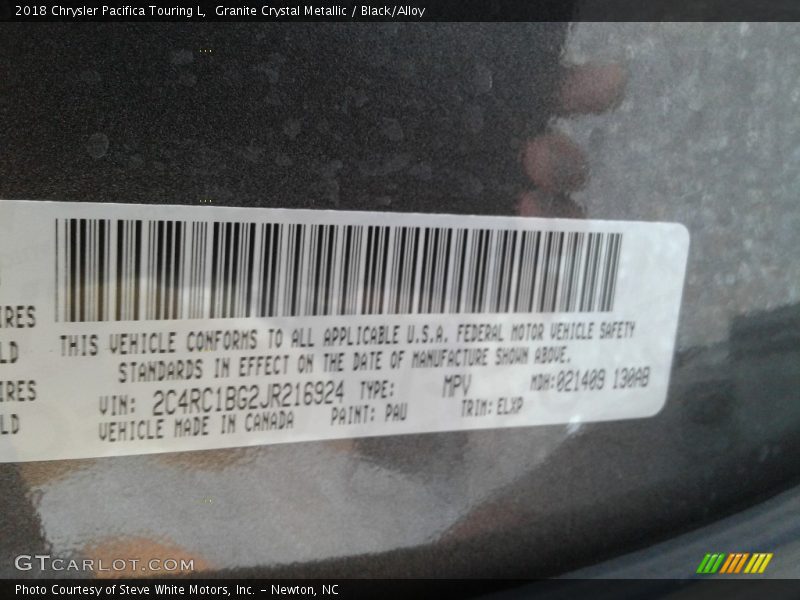 2018 Chrysler Pacifica Touring L,  Granite Crystal Metallic / Black/Alloy
IRES
LD
IRES
LD
THIS VEHICLE CONFORMS TO ALL APPLICABLE U.S.A. FEDERAL MOTOR VEHICLE SAFETY
STANDARDS IN EFFECT ON THE DATE OF MANUFACTURE SHOWN ABOVE.
VIN: 2C4RC1BG2JR216924 TYPE: MPV MDH:021409 130AB
VEHICLE MADE IN CANADA PAINT: PAU TRIM: ELXP
GTCARLOT.COM
Photo Courtesy of Steve White Motors, Inc. – Newton, NC